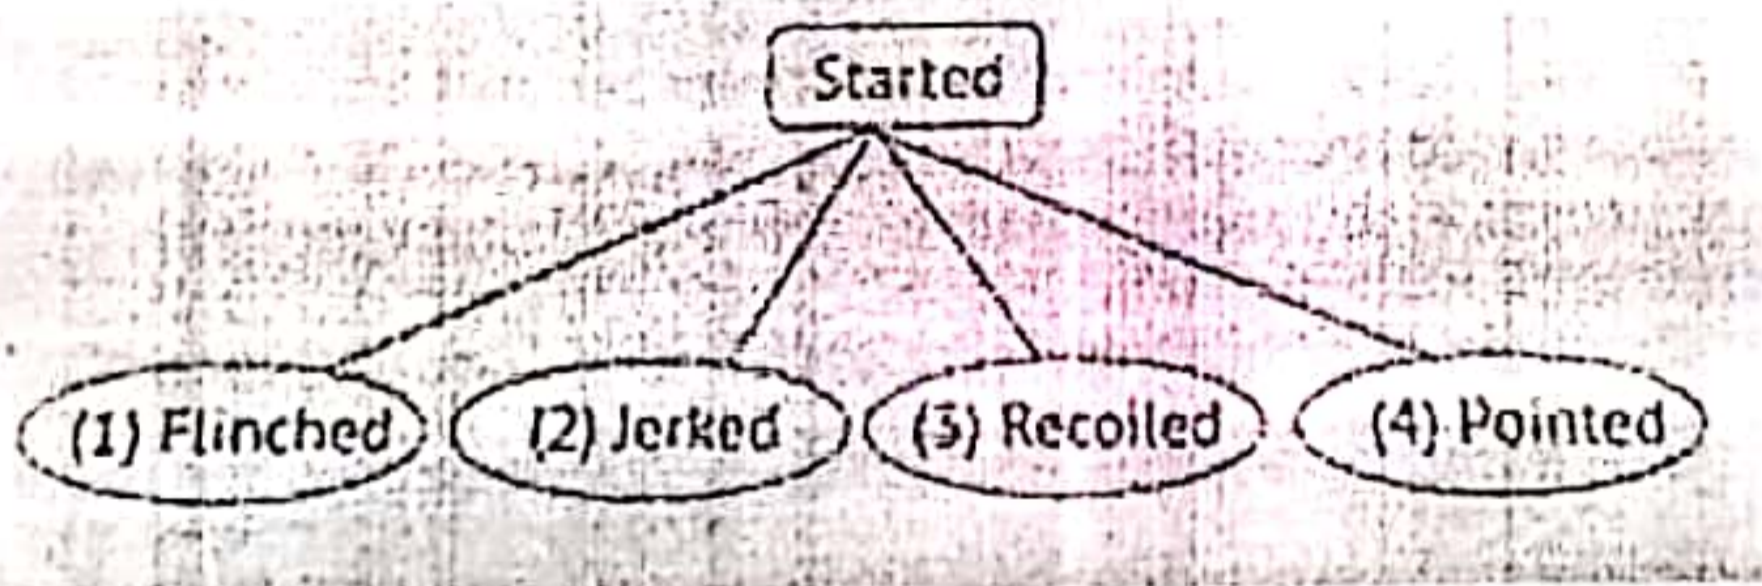 Started
(1) Flinched (2) Jerked (3) Recoiled (4) Pointed